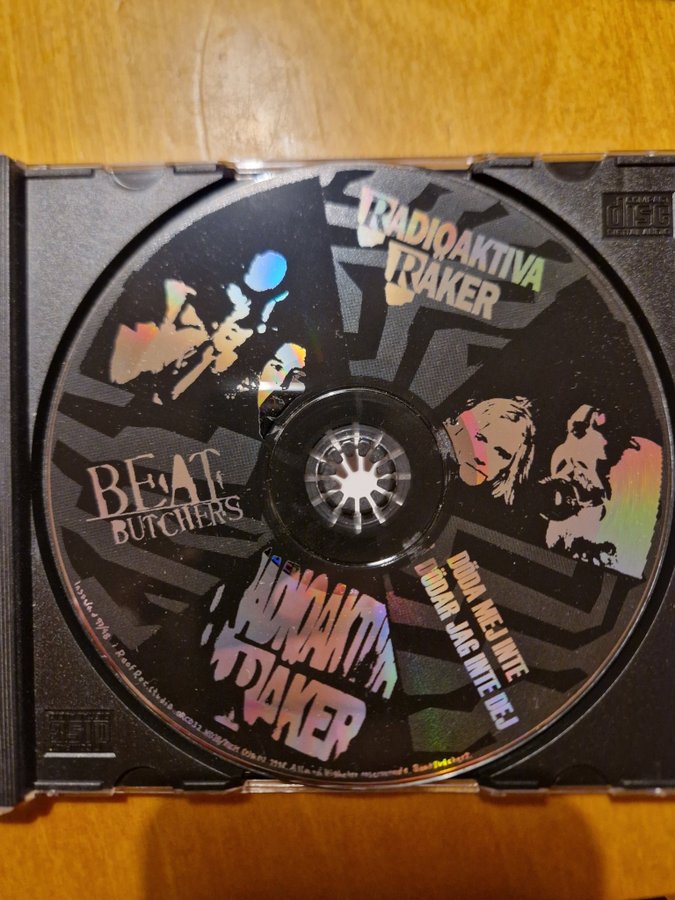 RADIOAKTIVA
RÄKER
COMPACT
disc
DIGITAL AUDIO
BEAT
BUTCHERS
DÖDA MEJ INTE
DÖDAR JAG INTE DEJ
RADIOAKTIVA
RÄKER